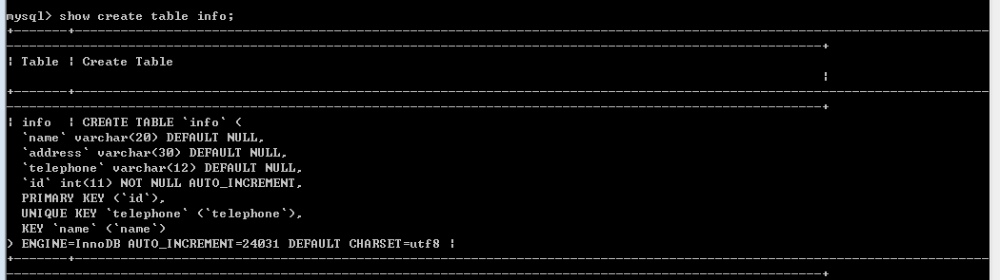 mysql> show create table info;
+-------+----------------------------------------------------------------------------------------------------------------------
-----------------------------------------------------------------------------------------------------------+
| Table | Create Table
|
+-------+----------------------------------------------------------------------------------------------------------------------
-----------------------------------------------------------------------------------------------------------+
| info  | CREATE TABLE `info` (
  `name` varchar(20) DEFAULT NULL,
  `address` varchar(30) DEFAULT NULL,
  `telephone` varchar(12) DEFAULT NULL,
  `id` int(11) NOT NULL AUTO_INCREMENT,
  PRIMARY KEY (`id`),
  UNIQUE KEY `telephone` (`telephone`),
  KEY `name` (`name`)
) ENGINE=InnoDB AUTO_INCREMENT=24031 DEFAULT CHARSET=utf8 |
+-------+----------------------------------------------------------------------------------------------------------------------
-----------------------------------------------------------------------------------------------------------+